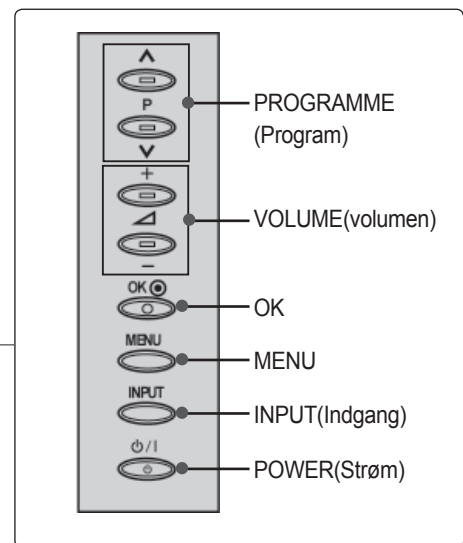 P
+
−
OK
MENU
INPUT
⏻/I
PROGRAMME
(Program)
VOLUME(volumen)
OK
MENU
INPUT(Indgang)
POWER(Strøm)